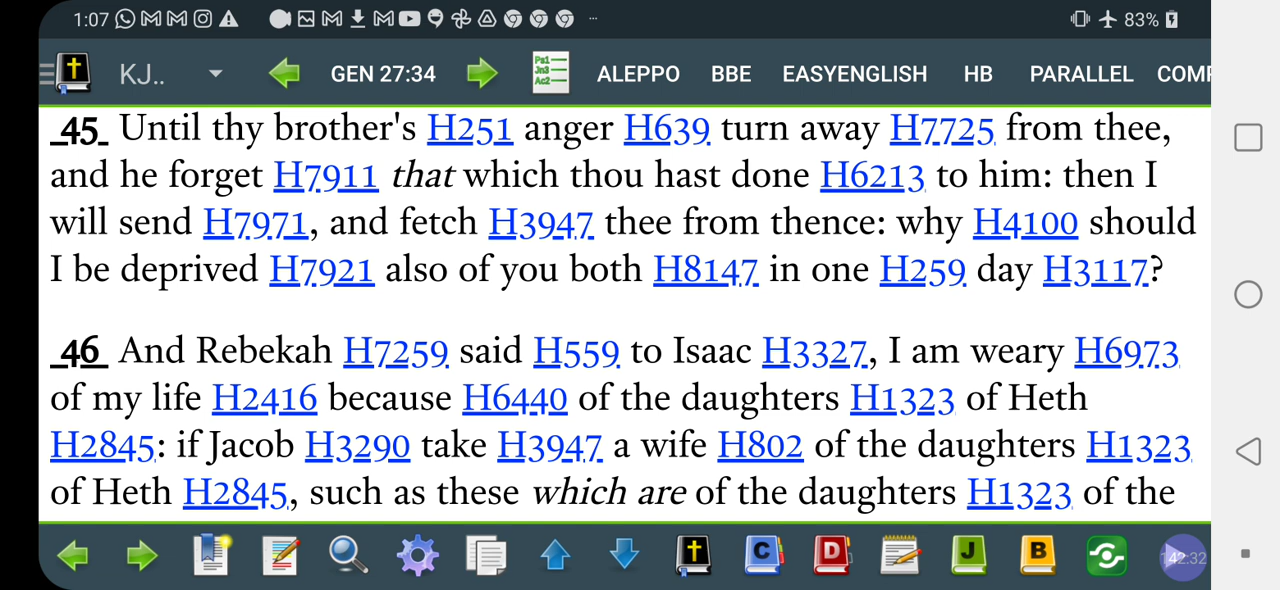 1:07 83%
KJ.. GEN 27:34 Ps1 Jn3 Ac2 ALEPPO BBE EASYENGLISH HB PARALLEL
45 Until thy brother's H251 anger H639 turn away H7725 from thee,
and he forget H7911 that which thou hast done H6213 to him: then I
will send H7971, and fetch H3947 thee from thence: why H4100 should
I be deprived H7921 also of you both H8147 in one H259 day H3117?
46 And Rebekah H7259 said H559 to Isaac H3327, I am weary H6973
of my life H2416 because H6440 of the daughters H1323 of Heth
H2845: if Jacob H3290 take H3947 a wife H802 of the daughters H1323
of Heth H2845, such as these which are of the daughters H1323 of the
C D J B